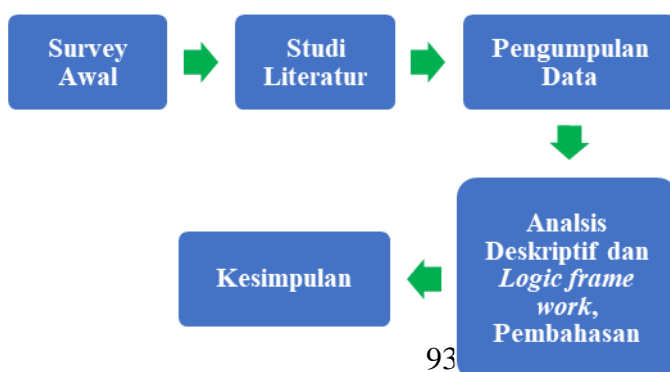 Survey
Awal
Studi
Literatur
Pengumpulan
Data
Analsis
Deskriptif dan
Logic frame
work,
Pembahasan
Kesimpulan
93